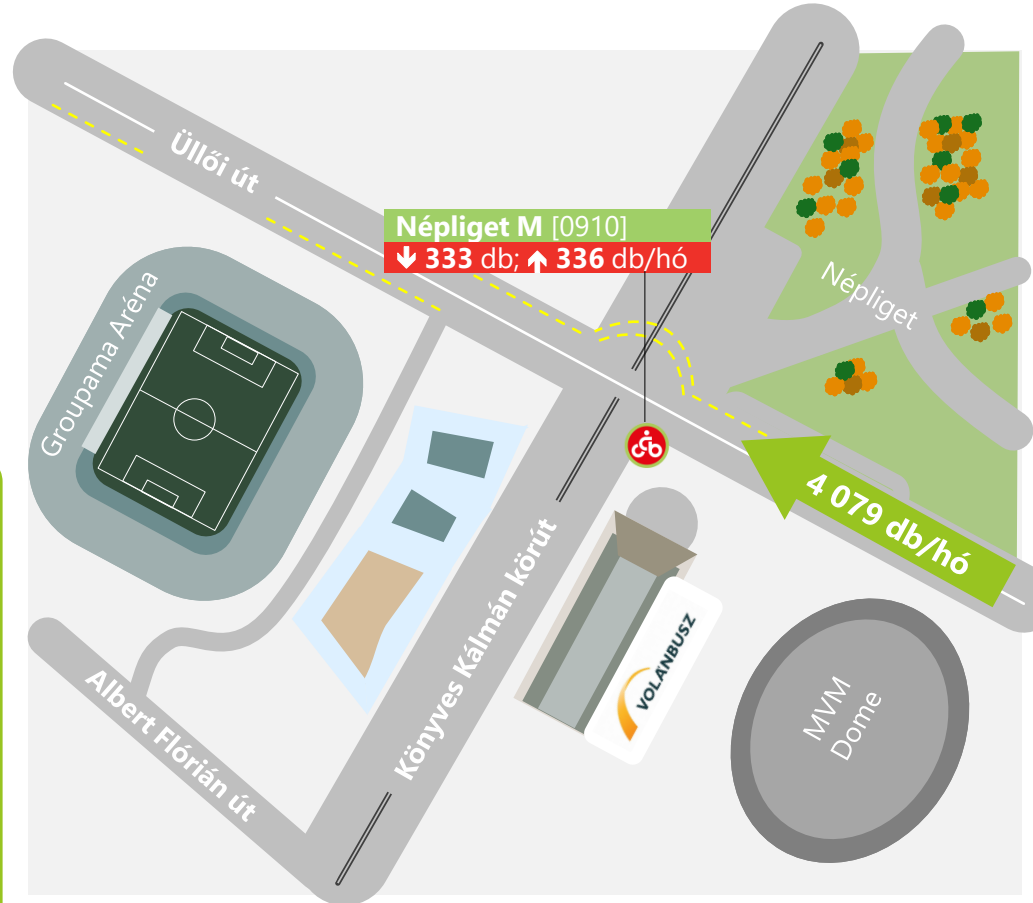 Üllői út
Népliget M [0910]
↓ 333 db; ↑ 336 db/hó
Népliget
Groupama Aréna
4 079 db/hó
Könyves Kálmán körút
VOLÁNBUSZ
MVM
Dome
Albert Flórián út